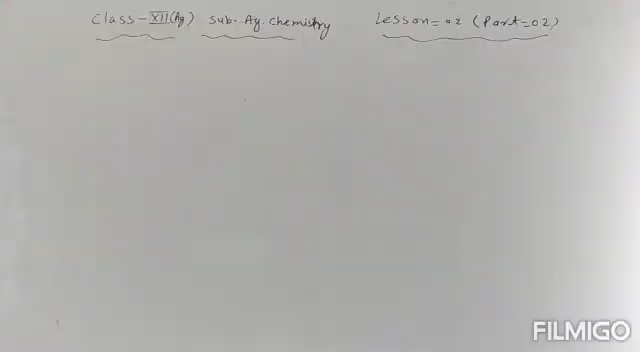 Class-XII(Ag) Sub-Ag. Chemistry Lesson=02 (Part=02)
FILMIGO